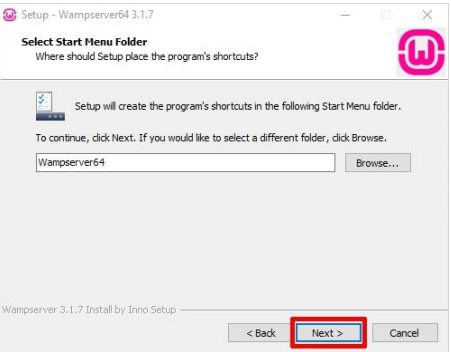 Setup - Wampserver64 3.1.7
Select Start Menu Folder
Where should Setup place the program's shortcuts?
Setup will create the program's shortcuts in the following Start Menu folder.
To continue, click Next. If you would like to select a different folder, click Browse.
Wampserver64
Browse...
Wampserver 3.1.7 Install by Inno Setup
< Back
Next >
Cancel